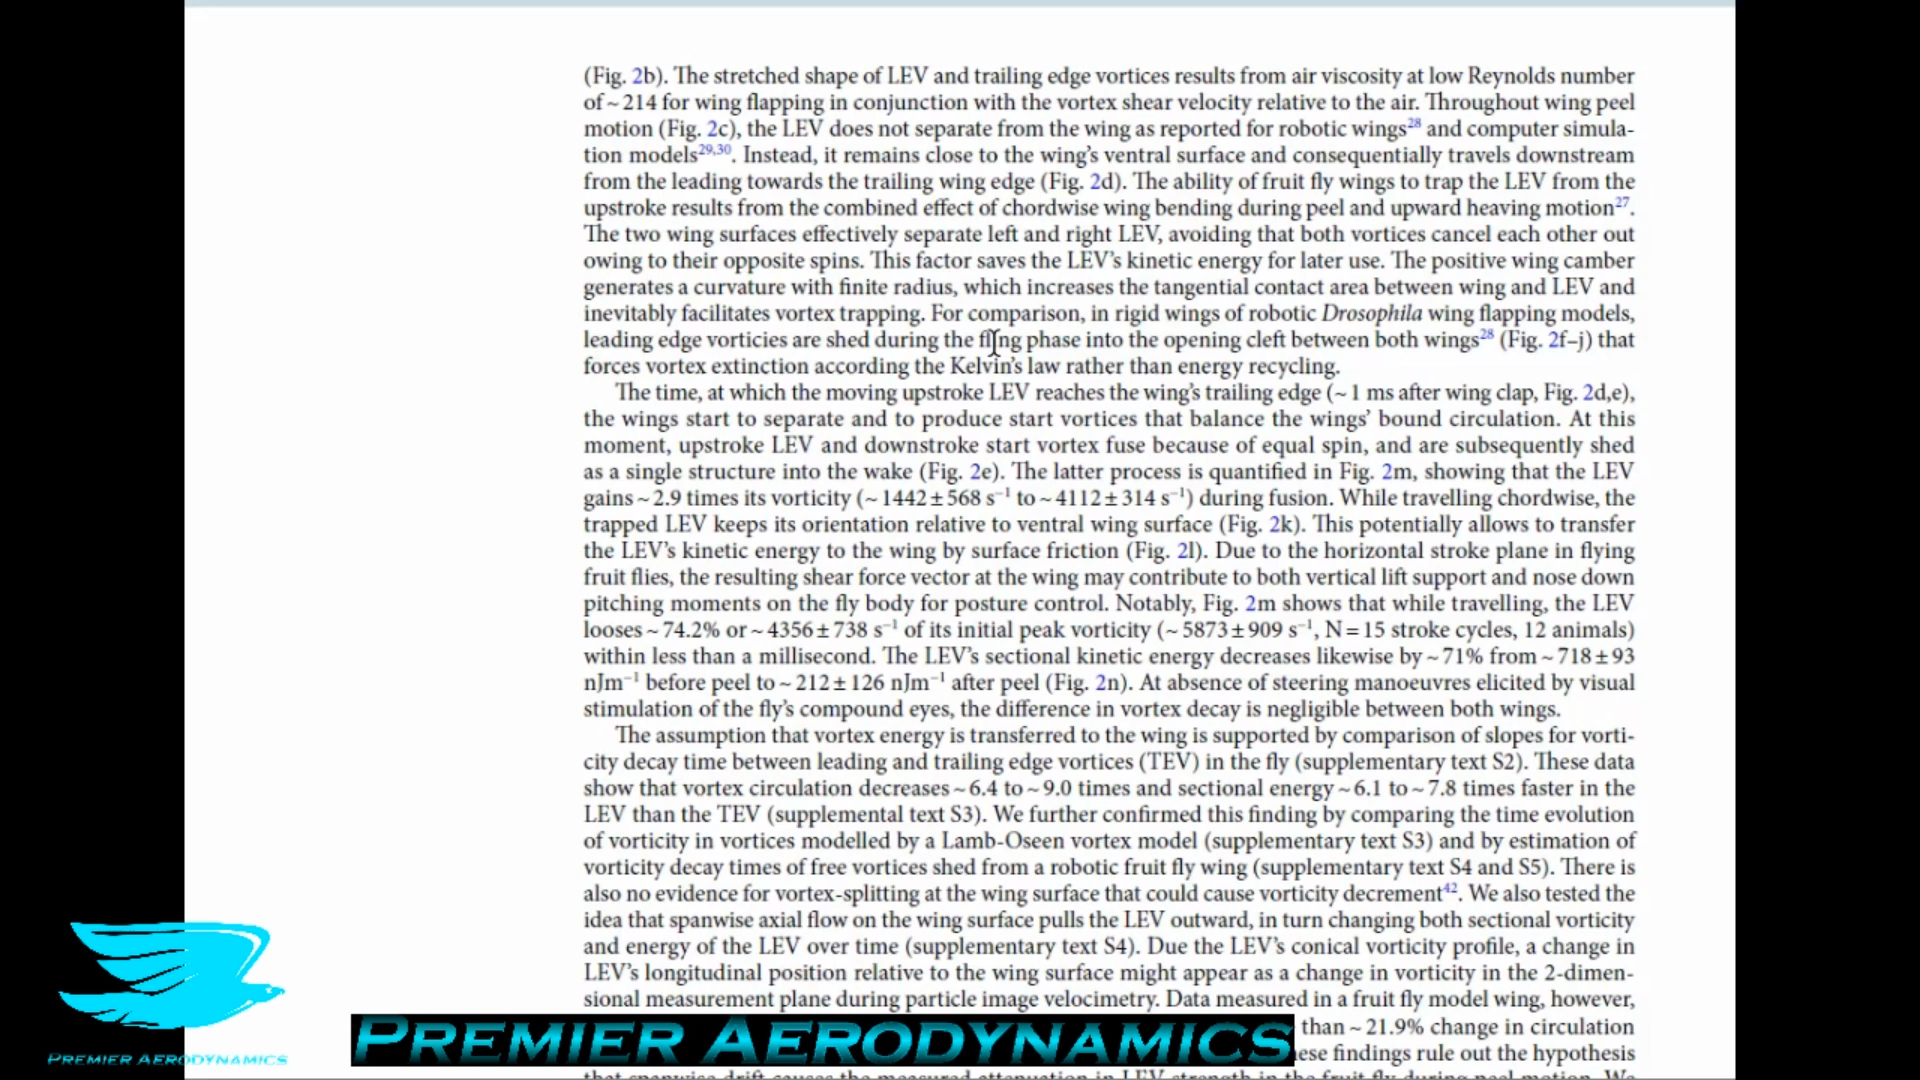 (Fig. 2b). The stretched shape of LEV and trailing edge vortices results from air viscosity at low Reynolds number
of ~ 214 for wing flapping in conjunction with the vortex shear velocity relative to the air. Throughout wing peel
motion (Fig. 2c), the LEV does not separate from the wing as reported for robotic wings²⁸ and computer simula-
tion models²⁹,³⁰. Instead, it remains close to the wing's ventral surface and consequentially travels downstream
from the leading towards the trailing wing edge (Fig. 2d). The ability of fruit fly wings to trap the LEV from the
upstroke results from the combined effect of chordwise wing bending during peel and upward heaving motion²⁷.
The two wing surfaces effectively separate left and right LEV, avoiding that both vortices cancel each other out
owing to their opposite spins. This factor saves the LEV's kinetic energy for later use. The positive wing camber
generates a curvature with finite radius, which increases the tangential contact area between wing and LEV and
inevitably facilitates vortex trapping. For comparison, in rigid wings of robotic Drosophila wing flapping models,
leading edge vorticies are shed during the fling phase into the opening cleft between both wings²⁸ (Fig. 2f–j) that
forces vortex extinction according the Kelvin's law rather than energy recycling.
The time, at which the moving upstroke LEV reaches the wing's trailing edge (~ 1 ms after wing clap, Fig. 2d,e),
the wings start to separate and to produce start vortices that balance the wings' bound circulation. At this
moment, upstroke LEV and downstroke start vortex fuse because of equal spin, and are subsequently shed
as a single structure into the wake (Fig. 2e). The latter process is quantified in Fig. 2m, showing that the LEV
gains ~ 2.9 times its vorticity (~ 1442 ± 568 s⁻¹ to ~ 4112 ± 314 s⁻¹) during fusion. While travelling chordwise, the
trapped LEV keeps its orientation relative to ventral wing surface (Fig. 2k). This potentially allows to transfer
the LEV's kinetic energy to the wing by surface friction (Fig. 2l). Due to the horizontal stroke plane in flying
fruit flies, the resulting shear force vector at the wing may contribute to both vertical lift support and nose down
pitching moments on the fly body for posture control. Notably, Fig. 2m shows that while travelling, the LEV
looses ~ 74.2% or ~ 4356 ± 738 s⁻¹ of its initial peak vorticity (~ 5873 ± 909 s⁻¹, N = 15 stroke cycles, 12 animals)
within less than a millisecond. The LEV's sectional kinetic energy decreases likewise by ~ 71% from ~ 718 ± 93
nJm⁻¹ before peel to ~ 212 ± 126 nJm⁻¹ after peel (Fig. 2n). At absence of steering manoeuvres elicited by visual
stimulation of the fly's compound eyes, the difference in vortex decay is negligible between both wings.
The assumption that vortex energy is transferred to the wing is supported by comparison of slopes for vorti-
city decay time between leading and trailing edge vortices (TEV) in the fly (supplementary text S2). These data
show that vortex circulation decreases ~ 6.4 to ~ 9.0 times and sectional energy ~ 6.1 to ~ 7.8 times faster in the
LEV than the TEV (supplemental text S3). We further confirmed this finding by comparing the time evolution
of vorticity in vortices modelled by a Lamb-Oseen vortex model (supplementary text S3) and by estimation of
vorticity decay times of free vortices shed from a robotic fruit fly wing (supplementary text S4 and S5). There is
also no evidence for vortex-splitting at the wing surface that could cause vorticity decrement⁴². We also tested the
idea that spanwise axial flow on the wing surface pulls the LEV outward, in turn changing both sectional vorticity
and energy of the LEV over time (supplementary text S4). Due the LEV's conical vorticity profile, a change in
LEV's longitudinal position relative to the wing surface might appear as a change in vorticity in the 2-dimen-
sional measurement plane during particle image velocimetry. Data measured in a fruit fly model wing, however,
than ~ 21.9% change in circulation
ese findings rule out the hypothesis
that spanwise drift causes the measured attenuation in LEV strength in the fruit fly during peel motion. We
PREMIER AERODYNAMICS
PREMIER AERODYNAMICS